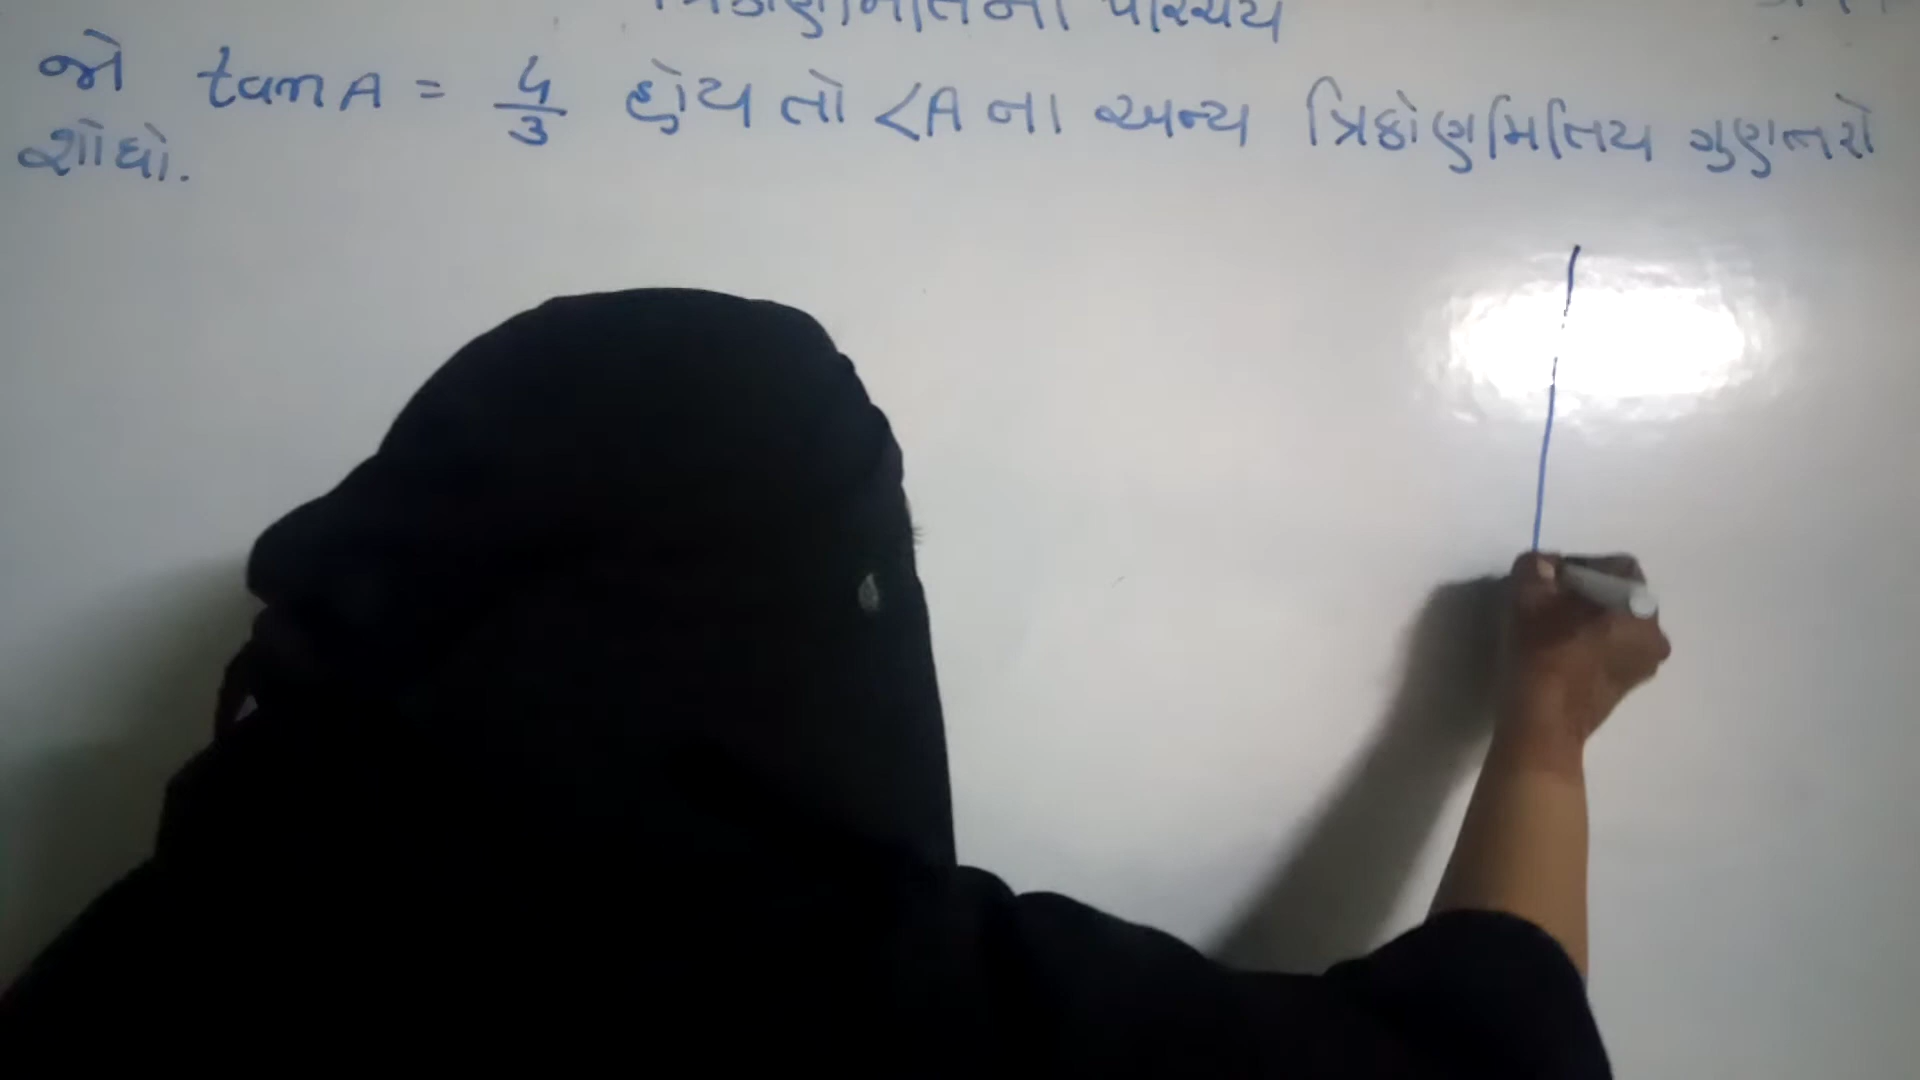 ત્રિકોણમિતિનો પરિચય
જો tan A = 4/3 હોય તો <A ના અન્ય ત્રિકોણમિતિય ગુણોત્તરો
શોધો.